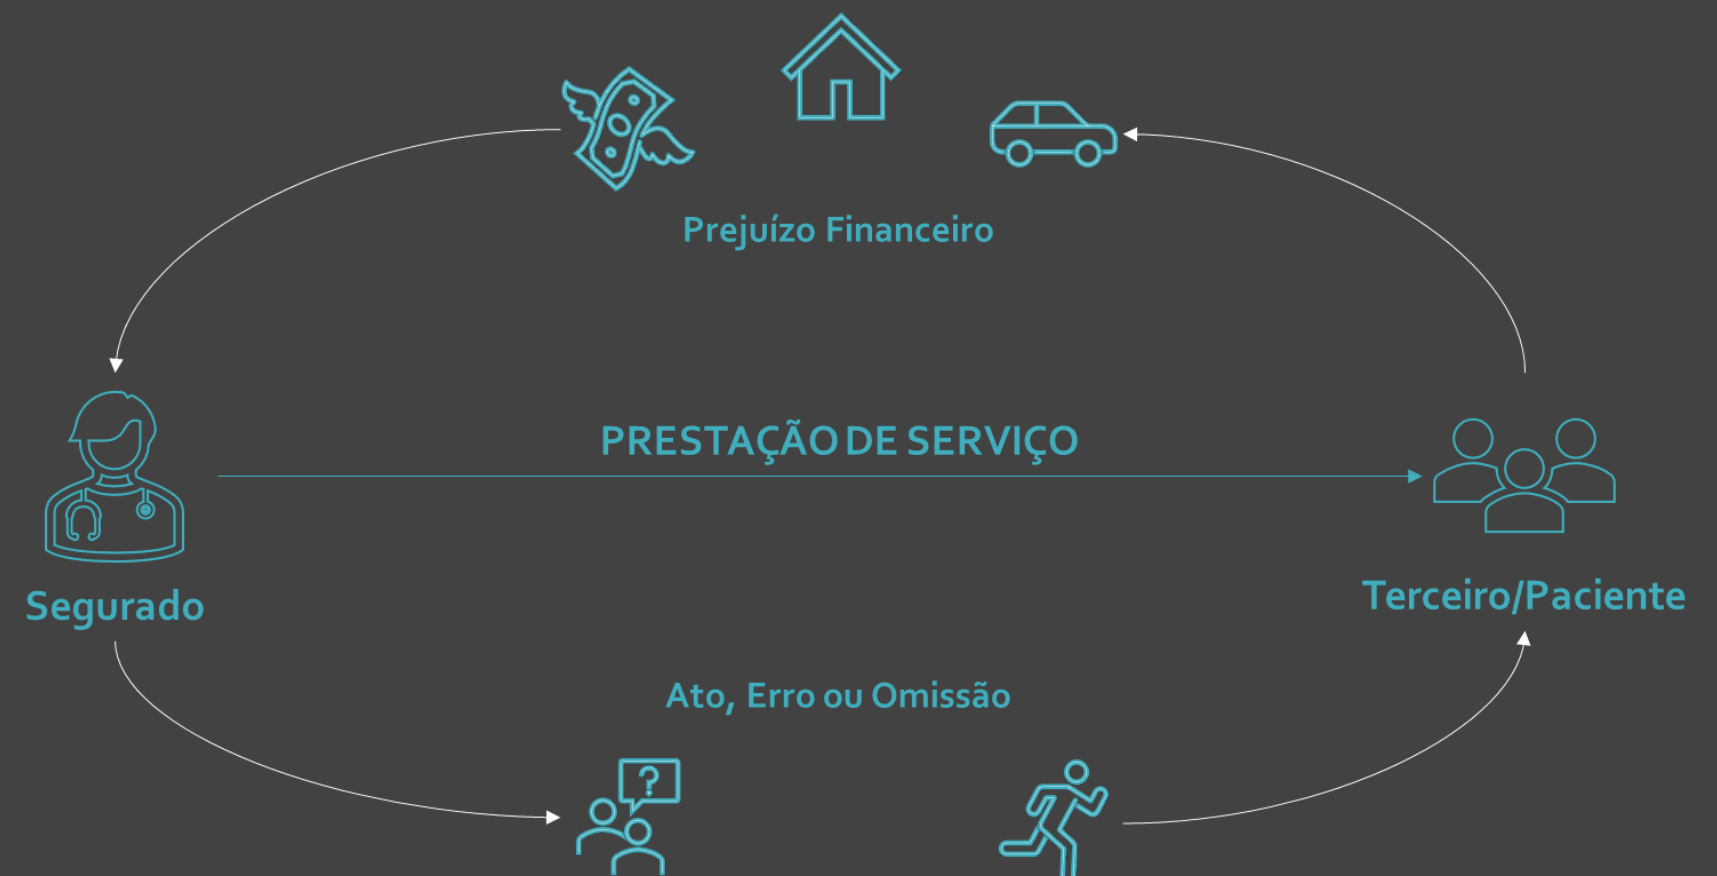 Prejuízo Financeiro
PRESTAÇÃO DE SERVIÇO
Segurado
Terceiro/Paciente
Ato, Erro ou Omissão
?